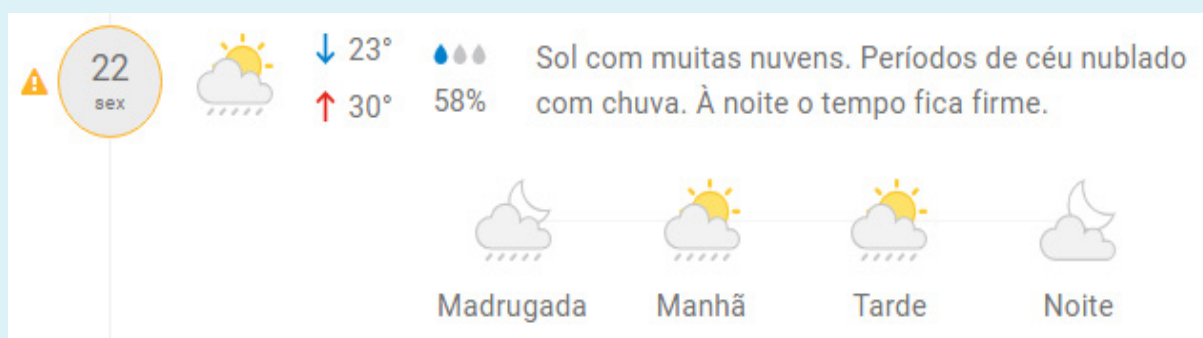 22
sex
↓ 23°
↑ 30°
58%
Sol com muitas nuvens. Períodos de céu nublado
com chuva. À noite o tempo fica firme.
Madrugada
Manhã
Tarde
Noite